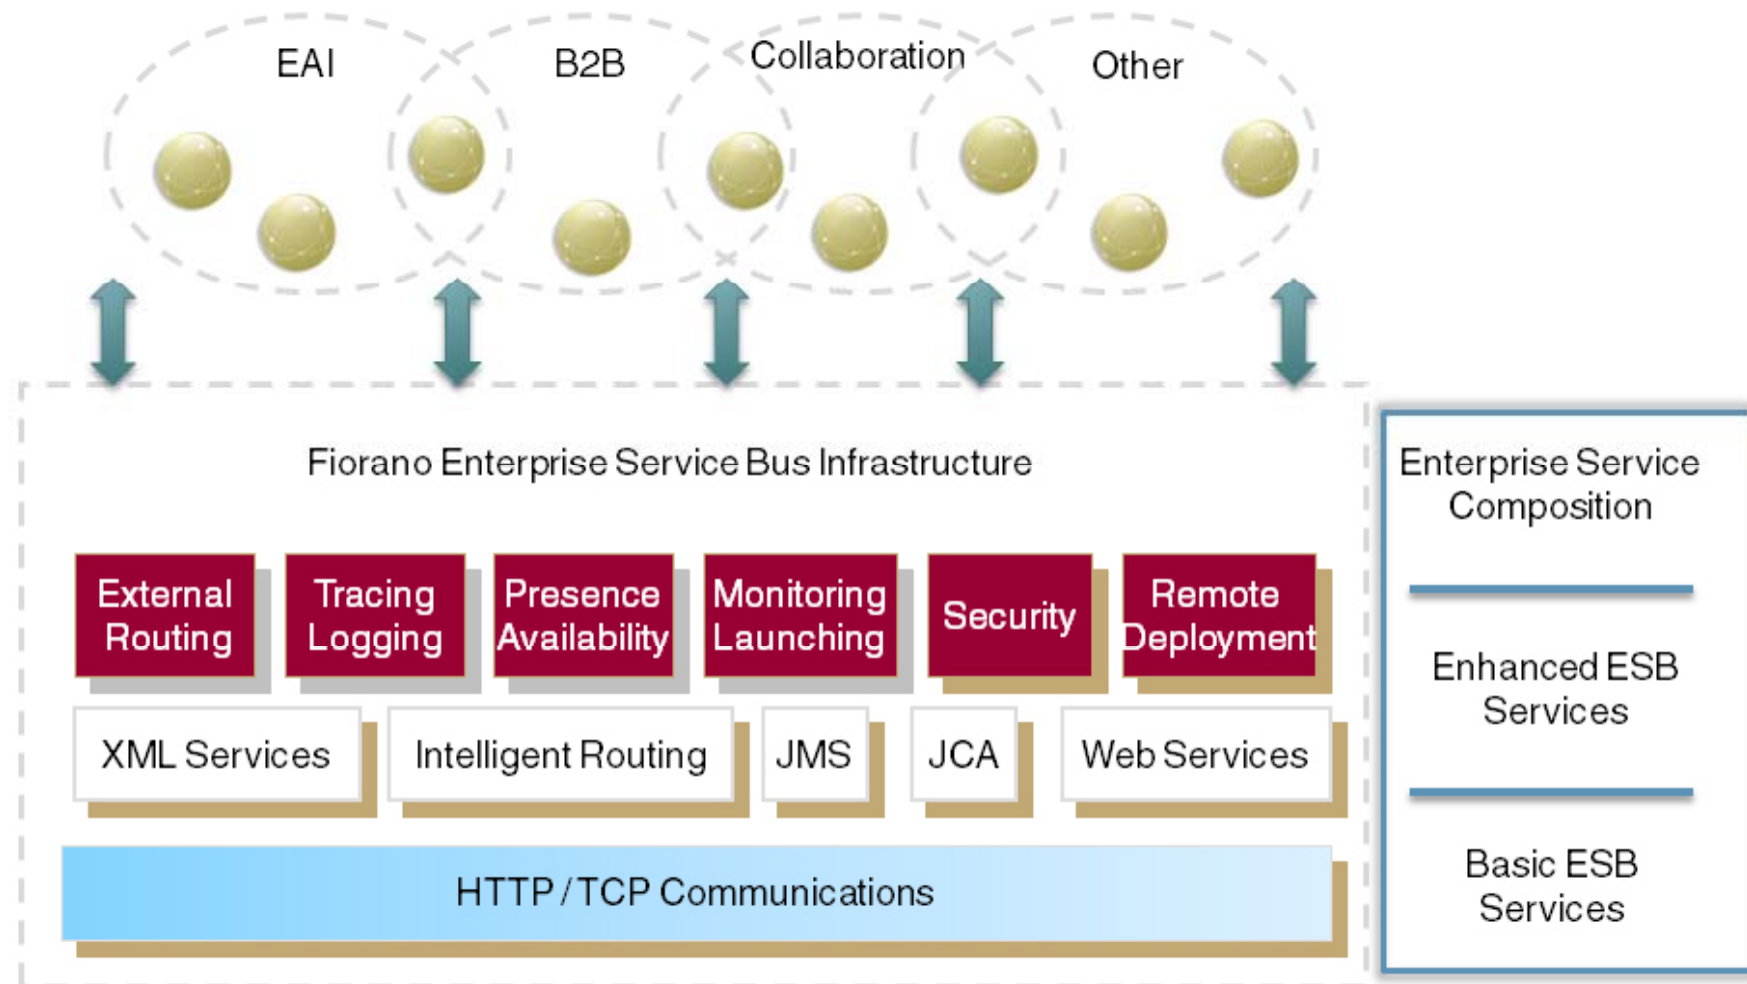 EAI
B2B
Collaboration
Other
Fiorano Enterprise Service Bus Infrastructure
External
Routing
Tracing
Logging
Presence
Availability
Monitoring
Launching
Security
Remote
Deployment
XML Services
Intelligent Routing
JMS
JCA
Web Services
HTTP / TCP Communications
Enterprise Service
Composition
Enhanced ESB
Services
Basic ESB
Services